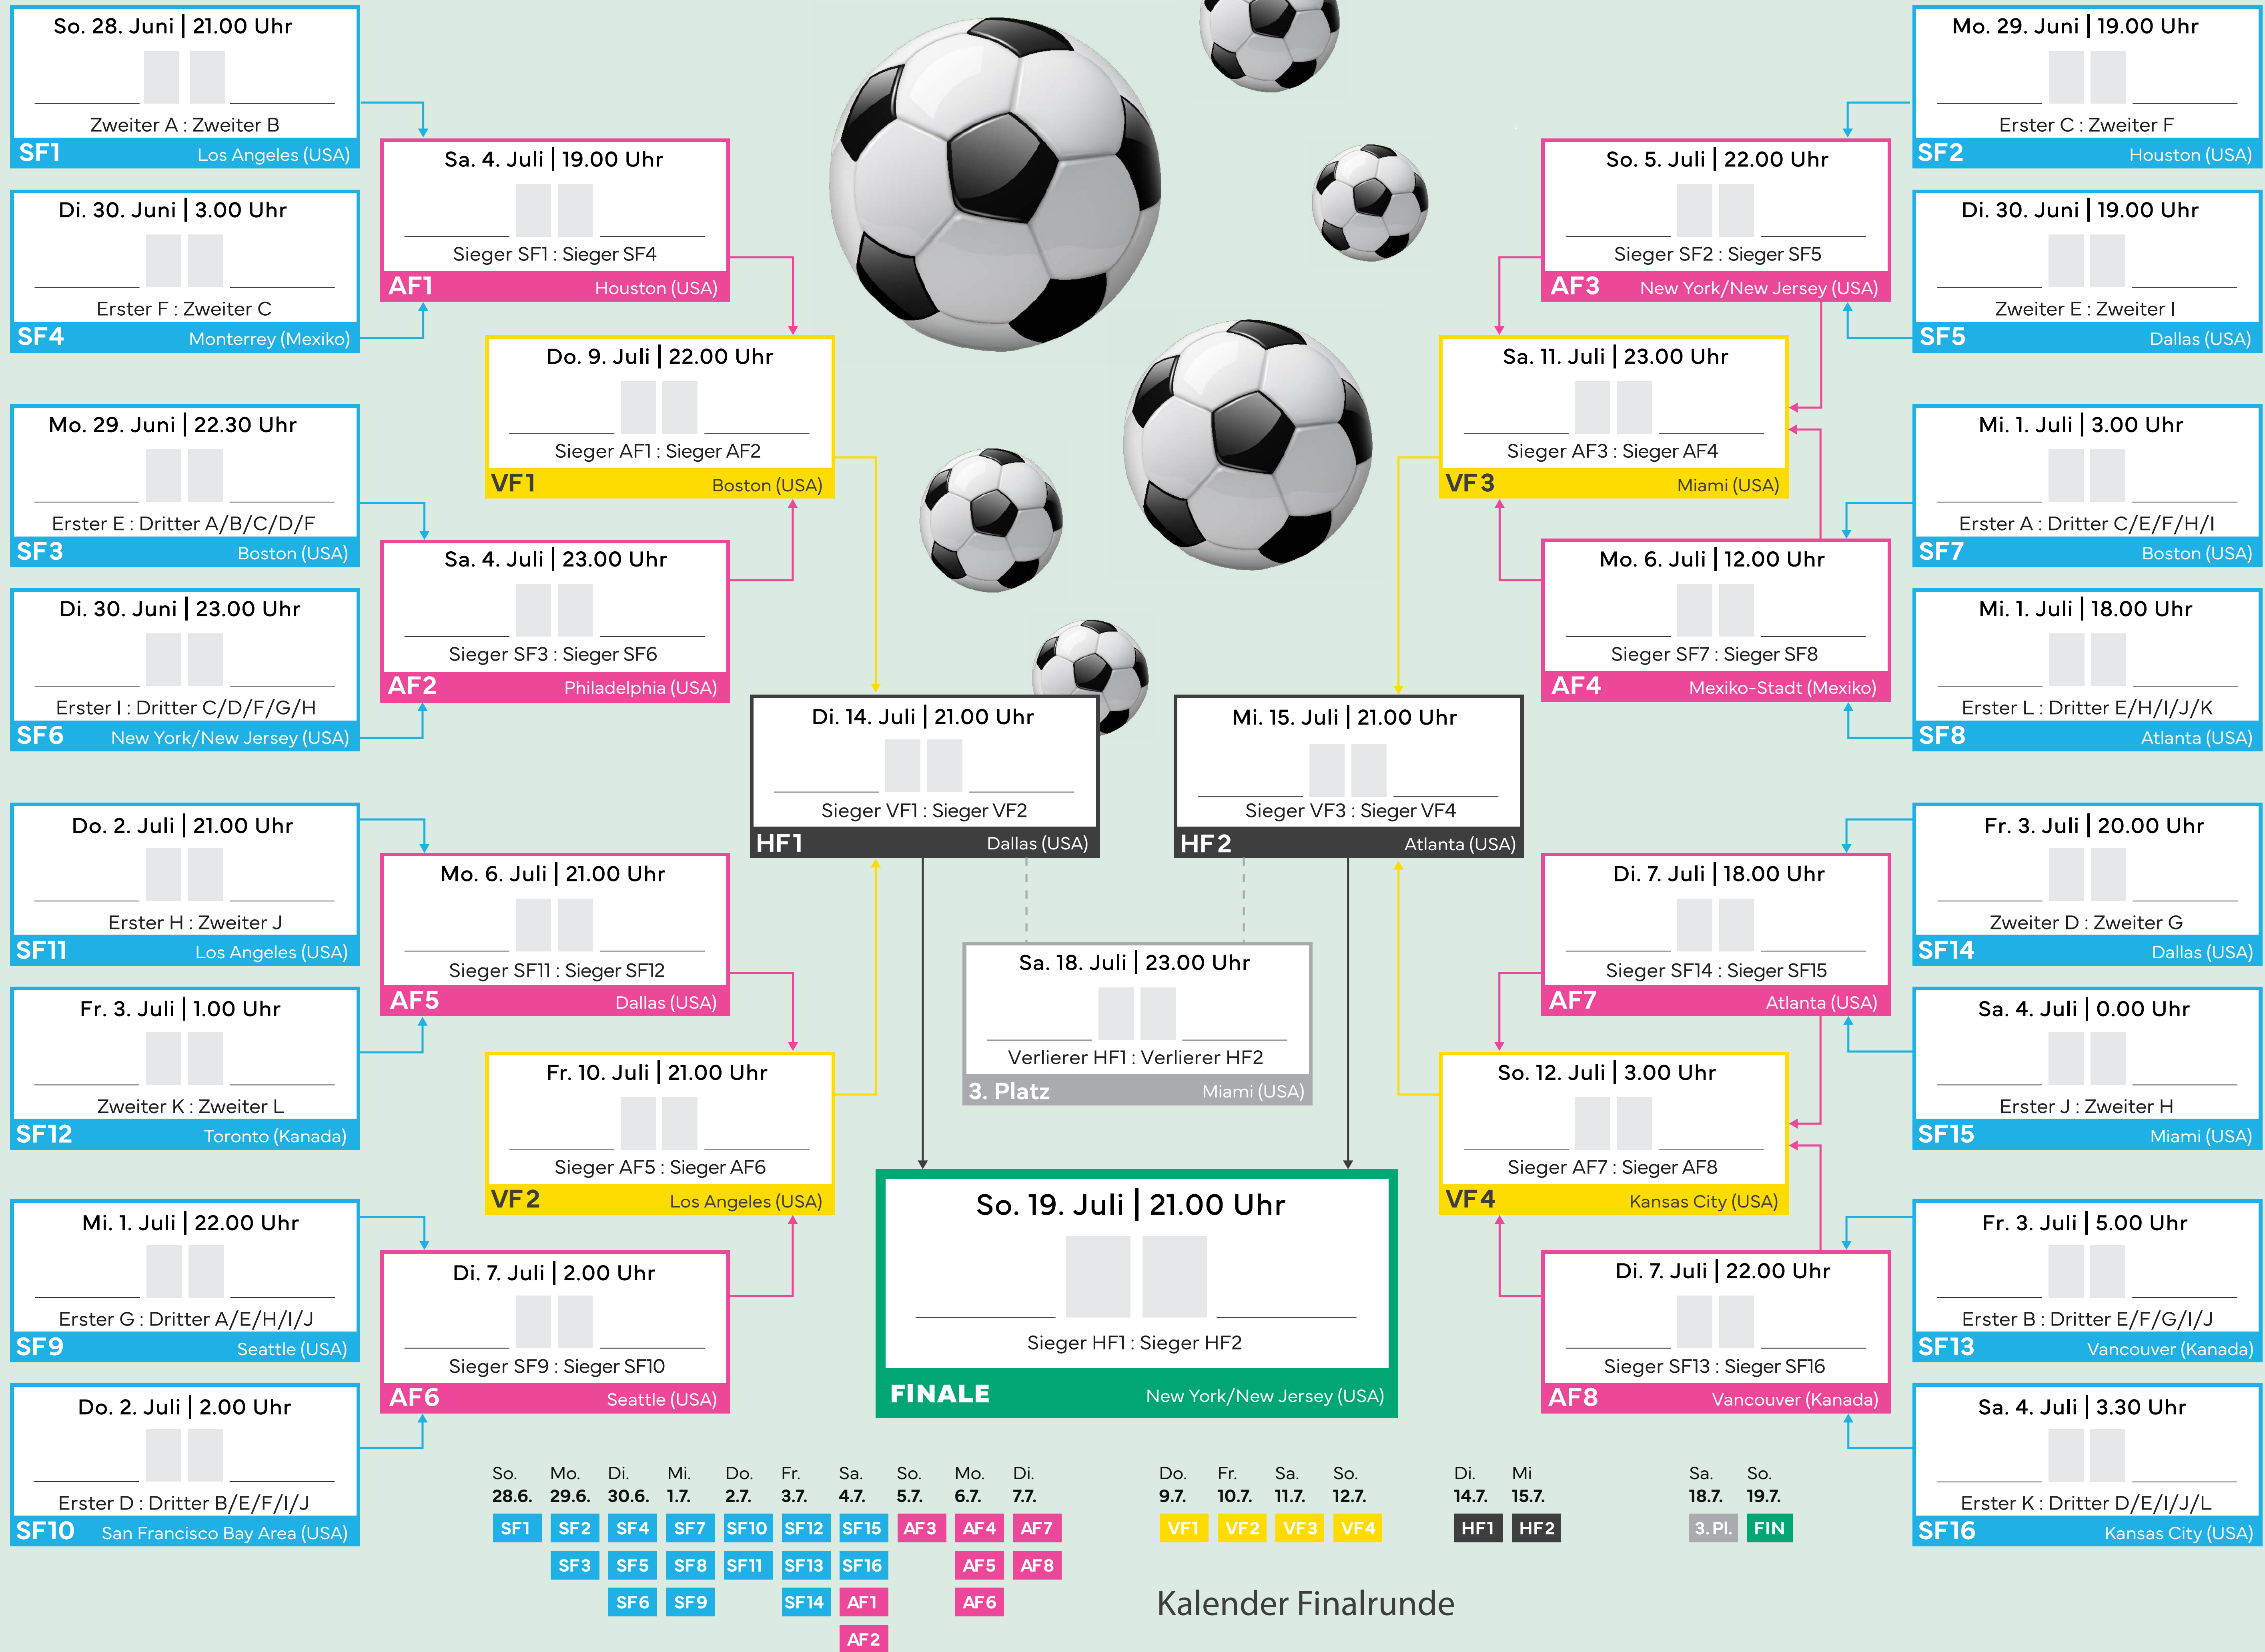 So. 28. Juni | 21.00 Uhr
Zweiter A : Zweiter B
SF1 Los Angeles (USA)
Di. 30. Juni | 3.00 Uhr
Erster F : Zweiter C
SF4 Monterrey (Mexiko)
Mo. 29. Juni | 22.30 Uhr
Erster E : Dritter A/B/C/D/F
SF3 Boston (USA)
Di. 30. Juni | 23.00 Uhr
Erster I : Dritter C/D/F/G/H
SF6 New York/New Jersey (USA)
Do. 2. Juli | 21.00 Uhr
Erster H : Zweiter J
SF11 Los Angeles (USA)
Fr. 3. Juli | 1.00 Uhr
Zweiter K : Zweiter L
SF12 Toronto (Kanada)
Mi. 1. Juli | 22.00 Uhr
Erster G : Dritter A/E/H/I/J
SF9 Seattle (USA)
Do. 2. Juli | 2.00 Uhr
Erster D : Dritter B/E/F/I/J
SF10 San Francisco Bay Area (USA)
Sa. 4. Juli | 19.00 Uhr
Sieger SF1 : Sieger SF4
AF1 Houston (USA)
Sa. 4. Juli | 23.00 Uhr
Sieger SF3 : Sieger SF6
AF2 Philadelphia (USA)
Mo. 6. Juli | 21.00 Uhr
Sieger SF11 : Sieger SF12
AF5 Dallas (USA)
Di. 7. Juli | 2.00 Uhr
Sieger SF9 : Sieger SF10
AF6 Seattle (USA)
Do. 9. Juli | 22.00 Uhr
Sieger AF1 : Sieger AF2
VF1 Boston (USA)
Fr. 10. Juli | 21.00 Uhr
Sieger AF5 : Sieger AF6
VF2 Los Angeles (USA)
Di. 14. Juli | 21.00 Uhr
Sieger VF1 : Sieger VF2
HF1 Dallas (USA)
Mi. 15. Juli | 21.00 Uhr
Sieger VF3 : Sieger VF4
HF2 Atlanta (USA)
Sa. 18. Juli | 23.00 Uhr
Verlierer HF1 : Verlierer HF2
3. Platz Miami (USA)
So. 19. Juli | 21.00 Uhr
Sieger HF1 : Sieger HF2
FINALE New York/New Jersey (USA)
Sa. 11. Juli | 23.00 Uhr
Sieger AF3 : Sieger AF4
VF3 Miami (USA)
So. 12. Juli | 3.00 Uhr
Sieger AF7 : Sieger AF8
VF4 Kansas City (USA)
So. 5. Juli | 22.00 Uhr
Sieger SF2 : Sieger SF5
AF3 New York/New Jersey (USA)
Mo. 6. Juli | 12.00 Uhr
Sieger SF7 : Sieger SF8
AF4 Mexiko-Stadt (Mexiko)
Di. 7. Juli | 18.00 Uhr
Sieger SF14 : Sieger SF15
AF7 Atlanta (USA)
Di. 7. Juli | 22.00 Uhr
Sieger SF13 : Sieger SF16
AF8 Vancouver (Kanada)
Mo. 29. Juni | 19.00 Uhr
Erster C : Zweiter F
SF2 Houston (USA)
Di. 30. Juni | 19.00 Uhr
Zweiter E : Zweiter I
SF5 Dallas (USA)
Mi. 1. Juli | 3.00 Uhr
Erster A : Dritter C/E/F/H/I
SF7 Boston (USA)
Mi. 1. Juli | 18.00 Uhr
Erster L : Dritter E/H/I/J/K
SF8 Atlanta (USA)
Fr. 3. Juli | 20.00 Uhr
Zweiter D : Zweiter G
SF14 Dallas (USA)
Sa. 4. Juli | 0.00 Uhr
Erster J : Zweiter H
SF15 Miami (USA)
Fr. 3. Juli | 5.00 Uhr
Erster B : Dritter E/F/G/I/J
SF13 Vancouver (Kanada)
Sa. 4. Juli | 3.30 Uhr
Erster K : Dritter D/E/I/J/L
SF16 Kansas City (USA)
So. Mo. Di. Mi. Do. Fr. Sa. So. Mo. Di. Do. Fr. Sa. So. Di. Mi Sa. So.
28.6. 29.6. 30.6. 1.7. 2.7. 3.7. 4.7. 5.7. 6.7. 7.7. 9.7. 10.7. 11.7. 12.7. 14.7. 15.7. 18.7. 19.7.
SF1 SF2 SF4 SF7 SF10 SF12 SF15 AF3 AF4 AF7 VF1 VF2 VF3 VF4 HF1 HF2 3. Pl. FIN
SF3 SF5 SF8 SF11 SF13 SF16 AF5 AF8
SF6 SF9 SF14 AF1 AF6
AF2
Kalender Finalrunde